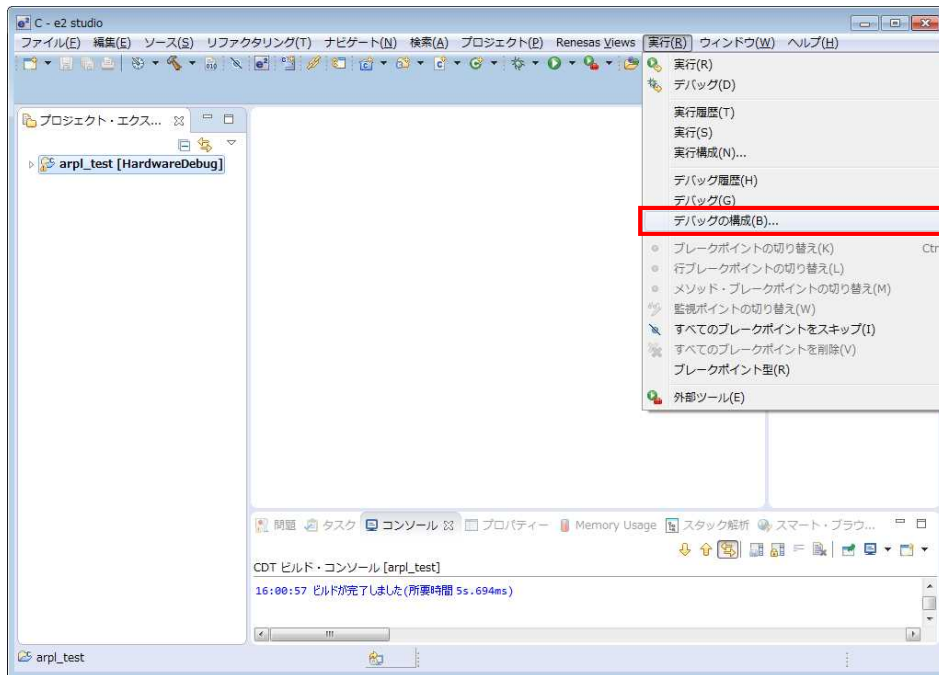 C - e2 studio
ファイル(F) 編集(E) ソース(S) リファクタリング(T) ナビゲート(N) 検索(A) プロジェクト(P) Renesas Views 実行(R) ウィンドウ(W) ヘルプ(H)
プロジェクト・エクス...
arpl_test [HardwareDebug]
実行(R)
デバッグ(D)
実行履歴(T)
実行(S)
実行構成(N)...
デバッグ履歴(H)
デバッグ(G)
デバッグの構成(B)...
ブレークポイントの切り替え(K) Ctr
行ブレークポイントの切り替え(L)
メソッド・ブレークポイントの切り替え(M)
監視ポイントの切り替え(W)
すべてのブレークポイントをスキップ(I)
すべてのブレークポイントを削除(V)
ブレークポイント型(R)
外部ツール(E)
問題 タスク コンソール プロパティー Memory Usage スタック解析 スマート・ブラウ...
CDT ビルド・コンソール [arpl_test]
16:00:57 ビルドが完了しました(所要時間 5s.694ms)
arpl_test